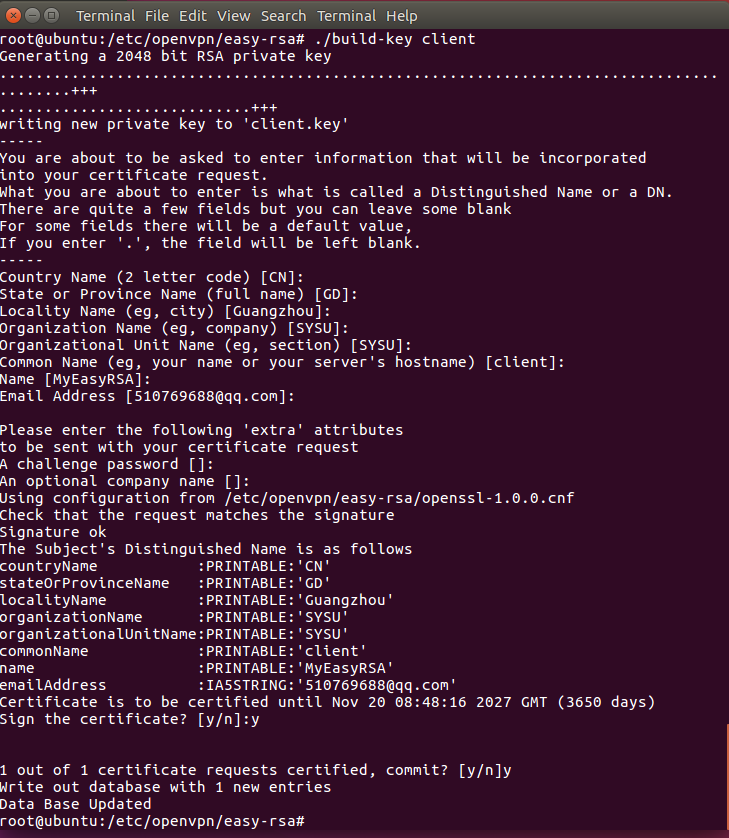 Terminal File Edit View Search Terminal Help
root@ubuntu:/etc/openvpn/easy-rsa# ./build-key client
Generating a 2048 bit RSA private key
................................................................................
........+++
............................+++
writing new private key to 'client.key'
-----
You are about to be asked to enter information that will be incorporated
into your certificate request.
What you are about to enter is what is called a Distinguished Name or a DN.
There are quite a few fields but you can leave some blank
For some fields there will be a default value,
If you enter '.', the field will be left blank.
-----
Country Name (2 letter code) [CN]:
State or Province Name (full name) [GD]:
Locality Name (eg, city) [Guangzhou]:
Organization Name (eg, company) [SYSU]:
Organizational Unit Name (eg, section) [SYSU]:
Common Name (eg, your name or your server's hostname) [client]:
Name [MyEasyRSA]:
Email Address [510769688@qq.com]:
Please enter the following 'extra' attributes
to be sent with your certificate request
A challenge password []:
An optional company name []:
Using configuration from /etc/openvpn/easy-rsa/openssl-1.0.0.cnf
Check that the request matches the signature
Signature ok
The Subject's Distinguished Name is as follows
countryName           :PRINTABLE:'CN'
stateOrProvinceName   :PRINTABLE:'GD'
localityName          :PRINTABLE:'Guangzhou'
organizationName      :PRINTABLE:'SYSU'
organizationalUnitName:PRINTABLE:'SYSU'
commonName            :PRINTABLE:'client'
name                  :PRINTABLE:'MyEasyRSA'
emailAddress          :IA5STRING:'510769688@qq.com'
Certificate is to be certified until Nov 20 08:48:16 2027 GMT (3650 days)
Sign the certificate? [y/n]:y
1 out of 1 certificate requests certified, commit? [y/n]y
Write out database with 1 new entries
Data Base Updated
root@ubuntu:/etc/openvpn/easy-rsa#